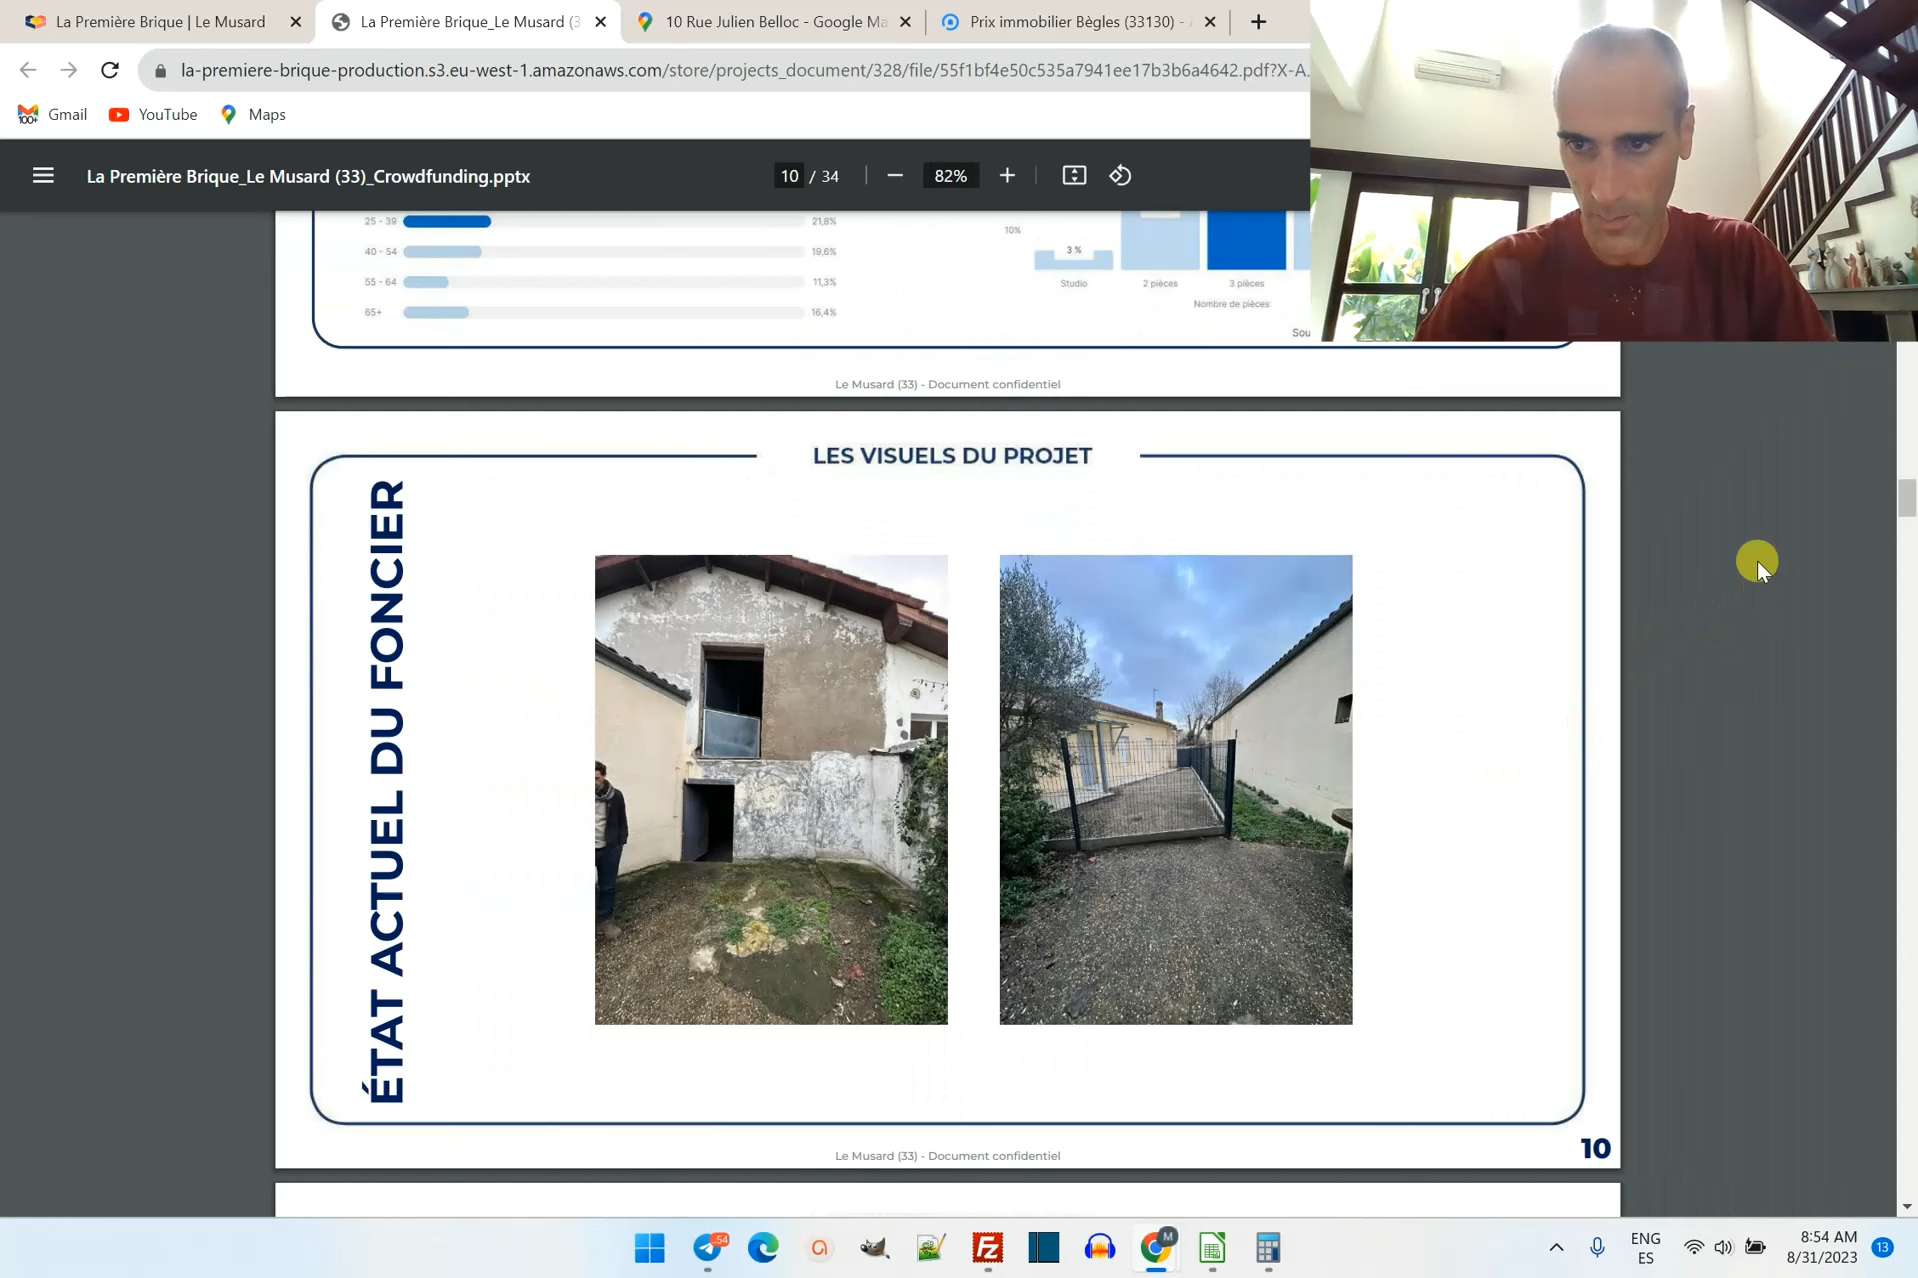 La Première Brique | Le Musard
La Première Brique_Le Musard (3
10 Rue Julien Belloc - Google Ma
Prix immobilier Bègles (33130) -
la-premiere-brique-production.s3.eu-west-1.amazonaws.com/store/projects_document/328/file/55f1bf4e50c535a7941ee17b3b6a4642.pdf?X-A.
Gmail
YouTube
Maps
La Première Brique_Le Musard (33)_Crowdfunding.pptx
10 / 34
82%
25 - 39
21,8%
40 - 54
19,6%
55 - 64
11,3%
65+
16,4%
10%
3 %
Studio
2 pièces
3 pièces
Nombre de pièces
Sou
Le Musard (33) - Document confidentiel
LES VISUELS DU PROJET
ÉTAT ACTUEL DU FONCIER
10
Le Musard (33) - Document confidentiel
54
M
ENG
ES
8:54 AM
8/31/2023
13